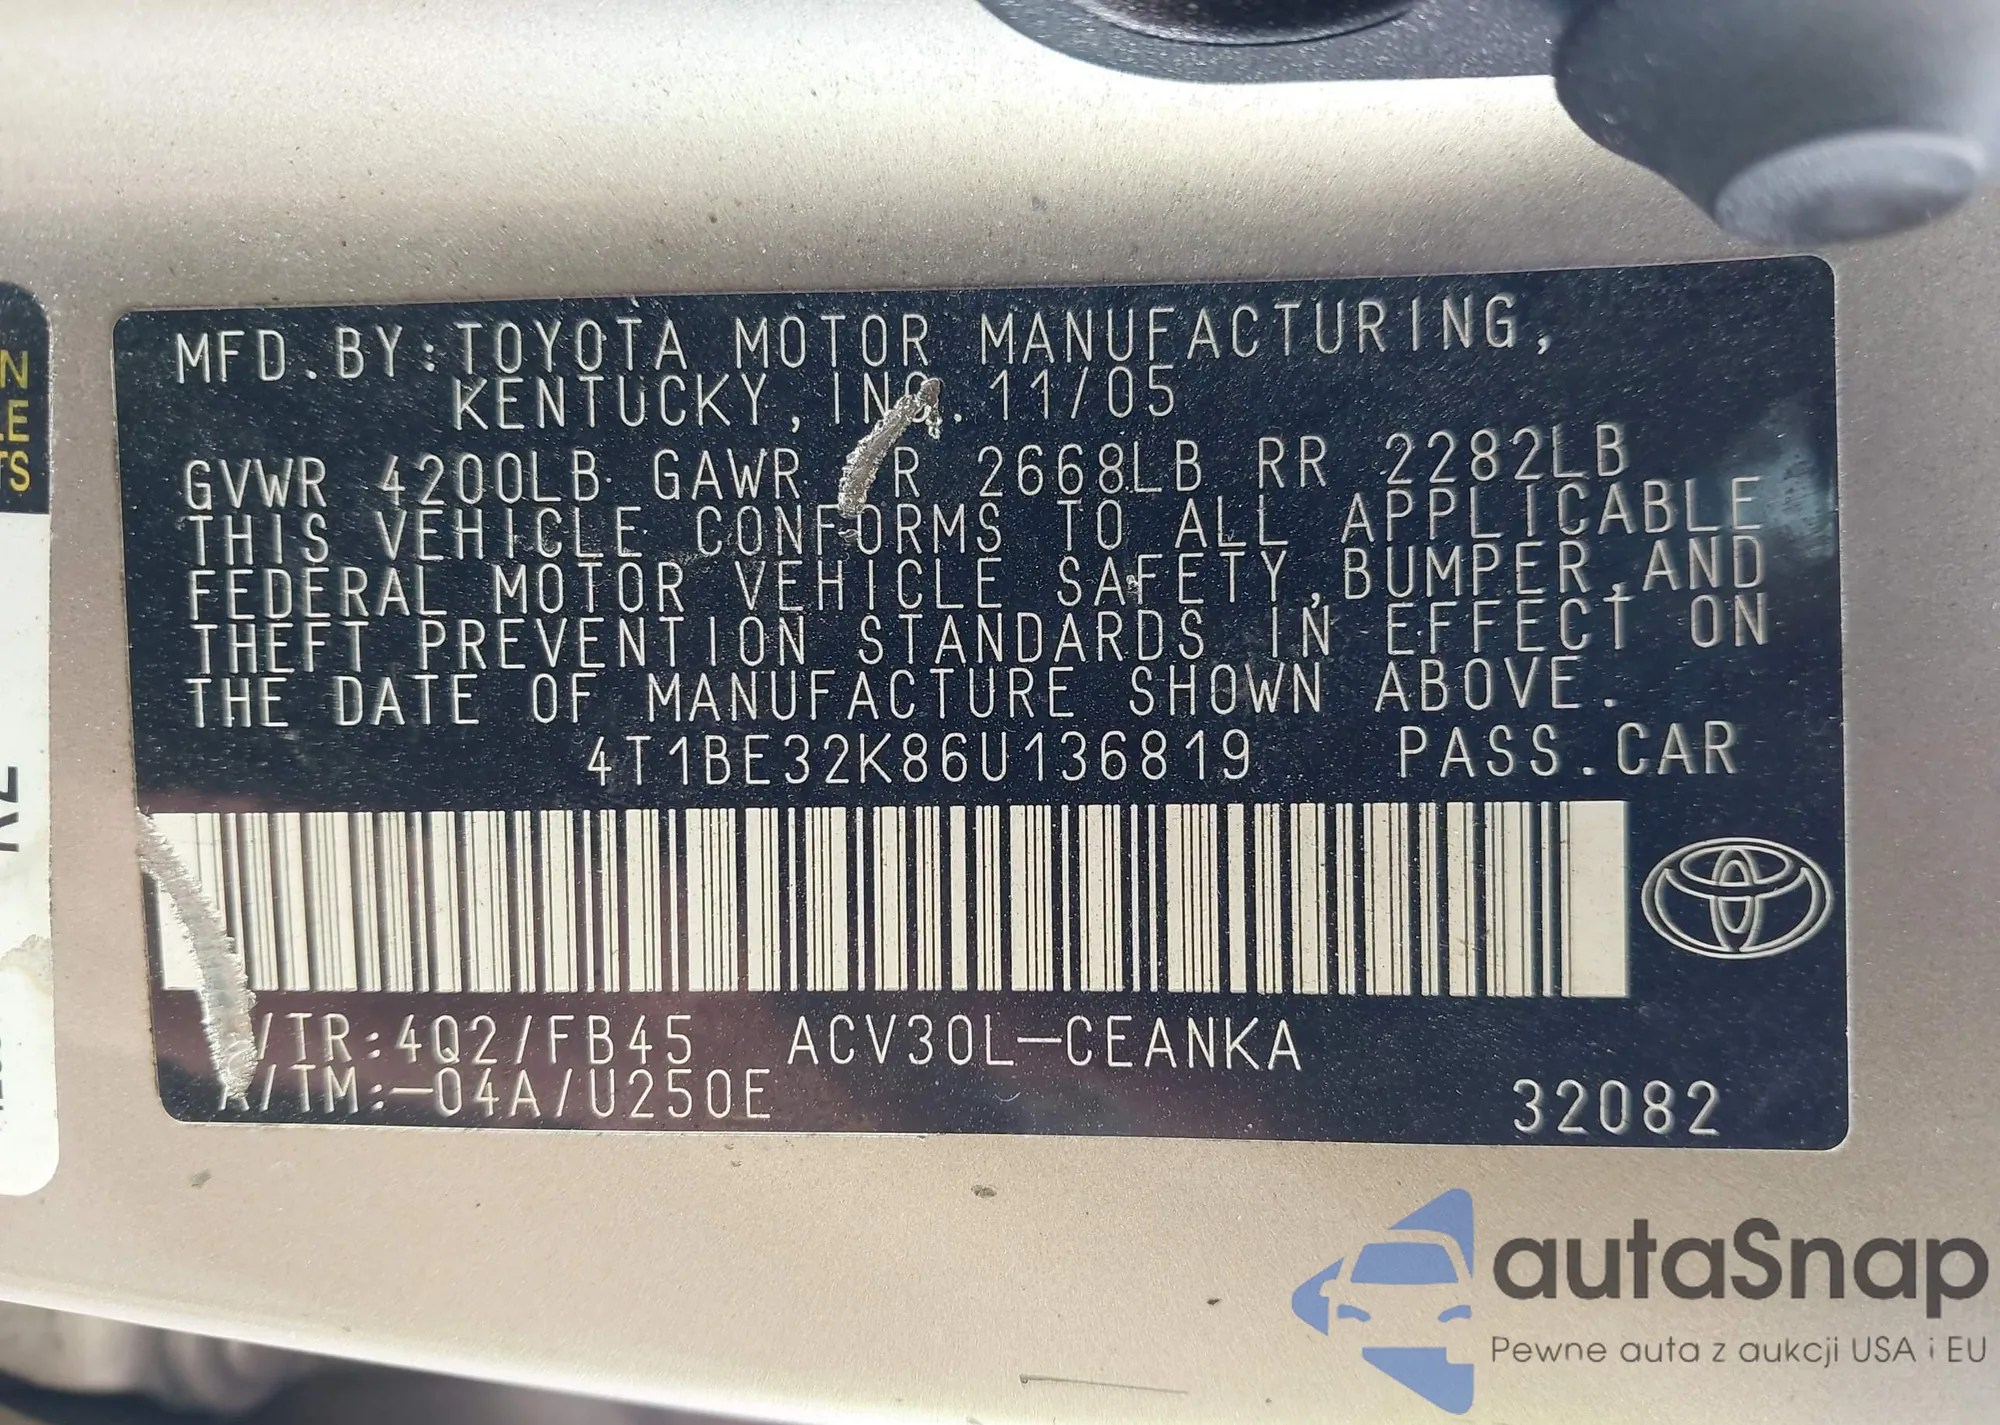 MFD.BY:TOYOTA MOTOR MANUFACTURING,
KENTUCKY,INC.11/05
GVWR 4200LB GAWR R 2668LB RR 2282LB
THIS VEHICLE CONFORMS TO ALL APPLICABLE
FEDERAL MOTOR VEHICLE SAFETY,BUMPER,AND
THEFT PREVENTION STANDARDS IN EFFECT ON
THE DATE OF MANUFACTURE SHOWN ABOVE.
4T1BE32K86U136819 PASS.CAR
/TR:4Q2/FB45 ACV30L-CEANKA
A/TM:-04A/U250E
32082
autaSnap
Pewne auta z aukcji USA i EU